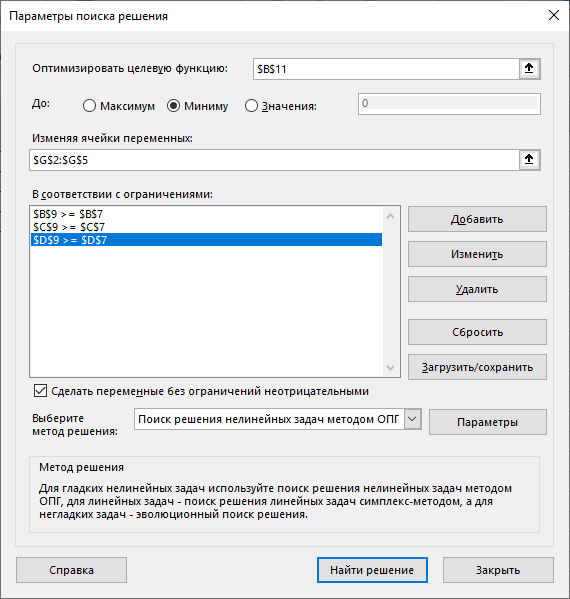 Параметры поиска решения
Оптимизировать целевую функцию: $B$11
До: Максимум Миниму Значения: 0
Изменяя ячейки переменных:
$G$2:$G$5
В соответствии с ограничениями:
$B$9 >= $B$7
$C$9 >= $C$7
$D$9 >= $D$7
Добавить
Изменить
Удалить
Сбросить
Загрузить/сохранить
Сделать переменные без ограничений неотрицательными
Выберите
метод решения:
Поиск решения нелинейных задач методом ОПГ
Параметры
Метод решения
Для гладких нелинейных задач используйте поиск решения нелинейных задач методом
ОПГ, для линейных задач - поиск решения линейных задач симплекс-методом, а для
негладких задач - эволюционный поиск решения.
Справка
Найти решение
Закрыть